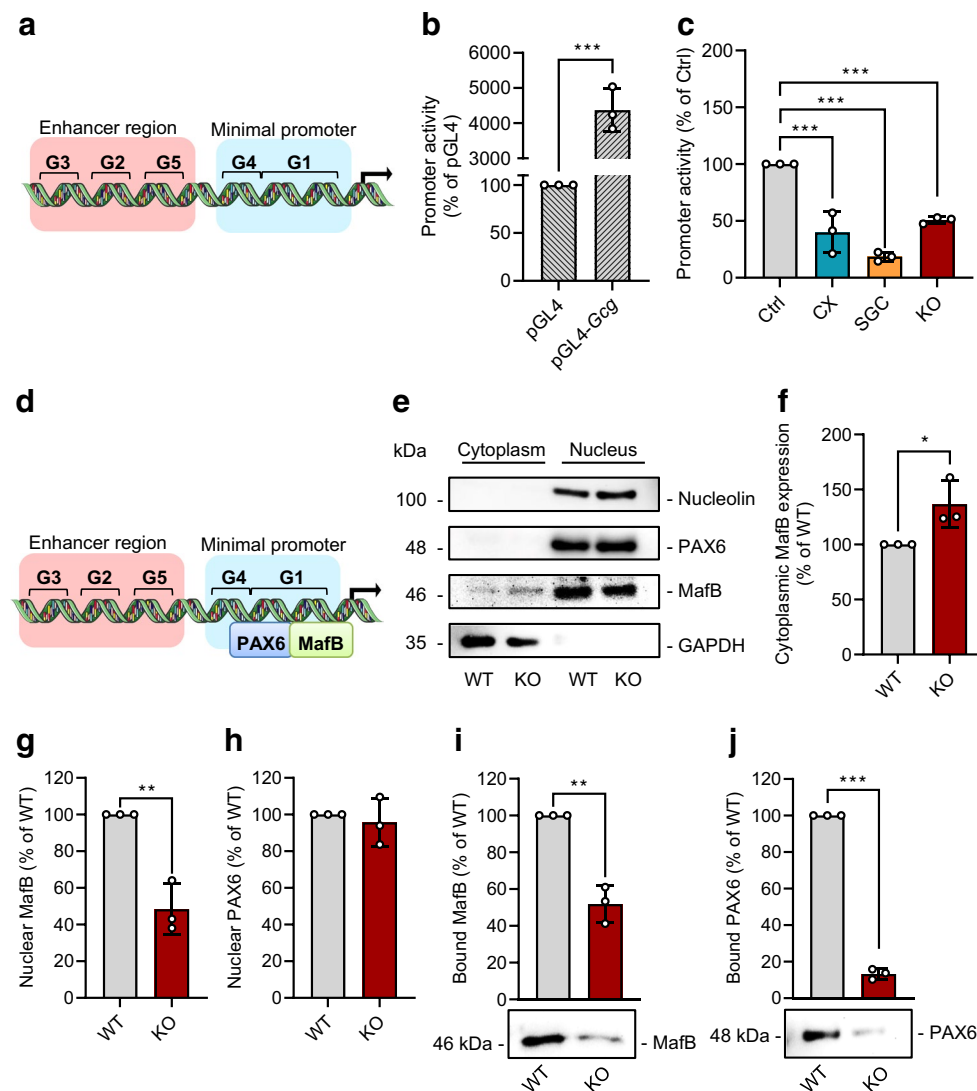 a
Enhancer region
Minimal promoter
G3 G2 G5 G4 G1
b
Promoter activity
(% of pGL4)
6000
5000
4000
3000
100
50
0
***
pGL4
pGL4-Gcg
c
Promoter activity (% of Ctrl)
200
150
100
50
0
***
***
***
Ctrl
CX
SGC
KO
d
Enhancer region
Minimal promoter
G3 G2 G5 G4 G1
PAX6 MafB
e
kDa Cytoplasm Nucleus
100 - - Nucleolin
48 - - PAX6
46 - - MafB
35 - - GAPDH
WT KO WT KO
f
Cytoplasmic MafB expression
(% of WT)
200
150
100
50
0
*
WT
KO
g
Nuclear MafB (% of WT)
120
100
80
60
40
20
0
**
WT
KO
h
Nuclear PAX6 (% of WT)
120
100
80
60
40
20
0
WT
KO
i
Bound MafB (% of WT)
120
100
80
60
40
20
0
**
46 kDa - - MafB
WT
KO
j
Bound PAX6 (% of WT)
120
100
80
60
40
20
0
***
48 kDa - - PAX6
WT
KO